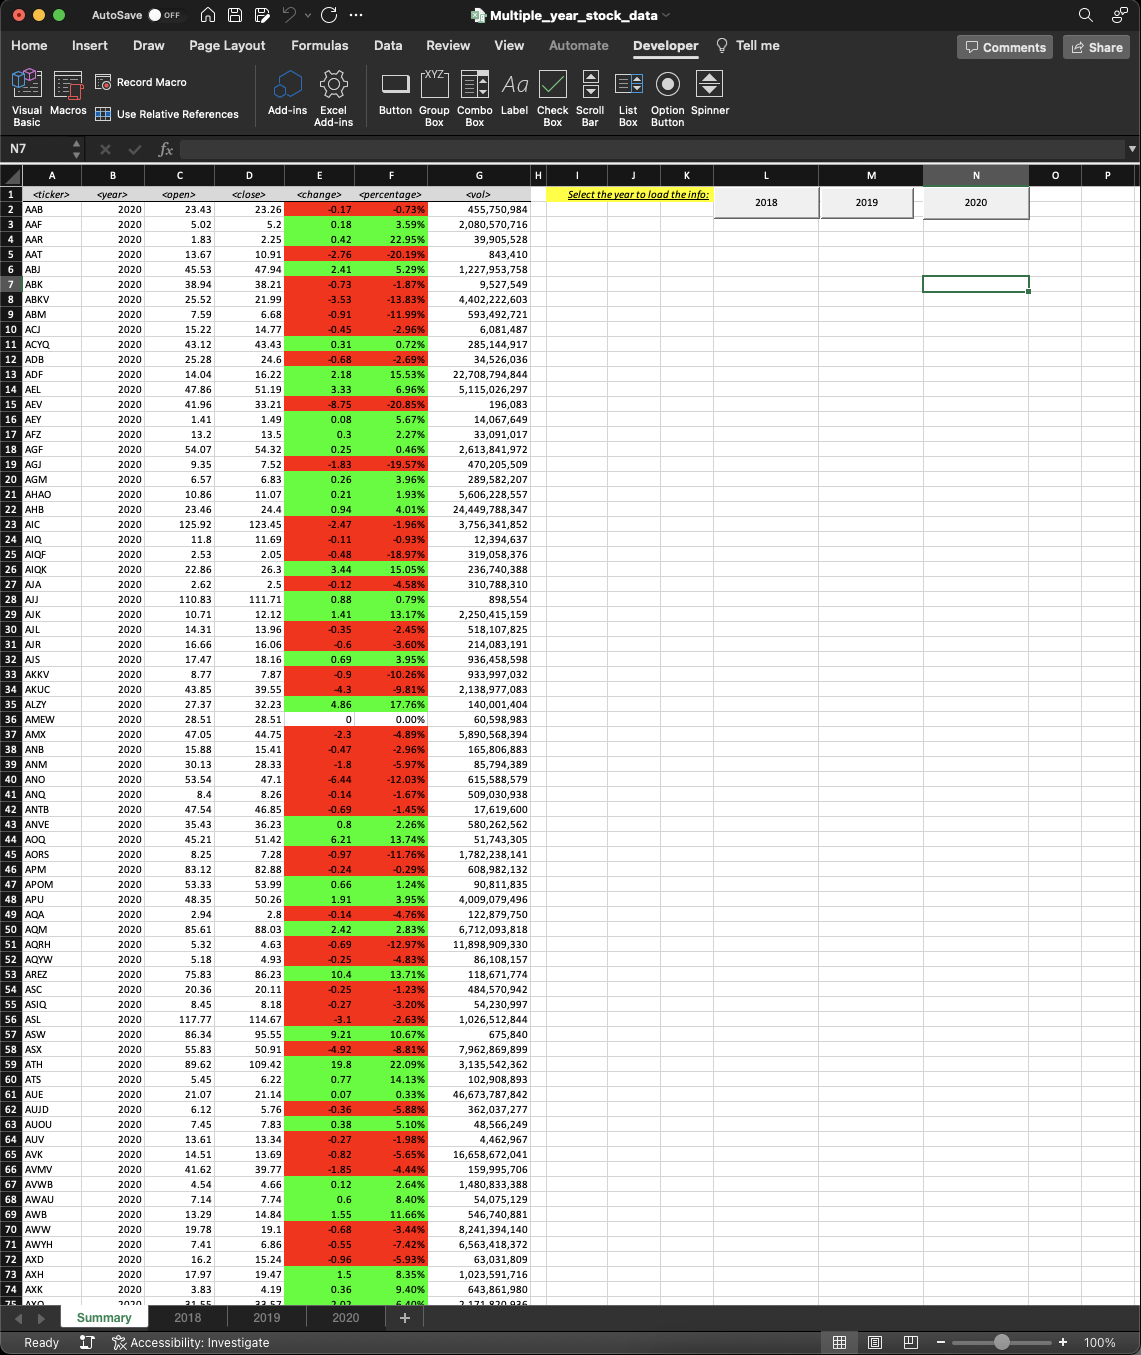 AutoSave OFF Multiple_year_stock_data
Home Insert Draw Page Layout Formulas Data Review View Automate Developer Tell me Comments Share
Visual Basic Macros Record Macro Use Relative References Add-ins Excel Add-ins Button Group Box Combo Box Label Check Box Scroll Bar List Box Option Button Spinner
N7 fx
A B C D E F G H I J K L M N O P
1 <ticker> <year> <open> <close> <change> <percentage> <vol> Select the year to load the info: 2018 2019 2020
2 AAB 2020 23.43 23.26 -0.17 -0.73% 455,750,984
3 AAF 2020 5.02 5.2 0.18 3.59% 2,080,570,716
4 AAR 2020 1.83 2.25 0.42 22.95% 39,905,528
5 AAT 2020 13.67 10.91 -2.76 -20.19% 843,410
6 ABJ 2020 45.53 47.94 2.41 5.29% 1,227,953,758
7 ABK 2020 38.94 38.21 -0.73 -1.87% 9,527,549
8 ABKV 2020 25.52 21.99 -3.53 -13.83% 4,402,222,603
9 ABM 2020 7.59 6.68 -0.91 -11.99% 593,492,721
10 ACJ 2020 15.22 14.77 -0.45 -2.96% 6,081,487
11 ACYQ 2020 43.12 43.43 0.31 0.72% 285,144,917
12 ADB 2020 25.28 24.6 -0.68 -2.69% 34,526,036
13 ADF 2020 14.04 16.22 2.18 15.53% 22,708,794,844
14 AEL 2020 47.86 51.19 3.33 6.96% 5,115,026,297
15 AEV 2020 41.96 33.21 -8.75 -20.85% 196,083
16 AEY 2020 1.41 1.49 0.08 5.67% 14,067,649
17 AFZ 2020 13.2 13.5 0.3 2.27% 33,091,017
18 AGF 2020 54.07 54.32 0.25 0.46% 2,613,841,972
19 AGJ 2020 9.35 7.52 -1.83 -19.57% 470,205,509
20 AGM 2020 6.57 6.83 0.26 3.96% 289,582,207
21 AHAO 2020 10.86 11.07 0.21 1.93% 5,606,228,557
22 AHB 2020 23.46 24.4 0.94 4.01% 24,449,788,347
23 AIC 2020 125.92 123.45 -2.47 -1.96% 3,756,341,852
24 AIQ 2020 11.8 11.69 -0.11 -0.93% 12,394,637
25 AIQF 2020 2.53 2.05 -0.48 -18.97% 319,058,376
26 AIQK 2020 22.86 26.3 3.44 15.05% 236,740,388
27 AJA 2020 2.62 2.5 -0.12 -4.58% 310,788,310
28 AJJ 2020 110.83 111.71 0.88 0.79% 898,554
29 AJK 2020 10.71 12.12 1.41 13.17% 2,250,415,159
30 AJL 2020 14.31 13.96 -0.35 -2.45% 518,107,825
31 AJR 2020 16.66 16.06 -0.6 -3.60% 214,083,191
32 AJS 2020 17.47 18.16 0.69 3.95% 936,458,598
33 AKKV 2020 8.77 7.87 -0.9 -10.26% 933,997,032
34 AKUC 2020 43.85 39.55 -4.3 -9.81% 2,138,977,083
35 ALZY 2020 27.37 32.23 4.86 17.76% 140,001,404
36 AMEW 2020 28.51 28.51 0 0.00% 60,598,983
37 AMX 2020 47.05 44.75 -2.3 -4.89% 5,890,568,394
38 ANB 2020 15.88 15.41 -0.47 -2.96% 165,806,883
39 ANM 2020 30.13 28.33 -1.8 -5.97% 85,794,389
40 ANO 2020 53.54 47.1 -6.44 -12.03% 615,588,579
41 ANQ 2020 8.4 8.26 -0.14 -1.67% 509,030,938
42 ANTB 2020 47.54 46.85 -0.69 -1.45% 17,619,600
43 ANVE 2020 35.43 36.23 0.8 2.26% 580,262,562
44 AOQ 2020 45.21 51.42 6.21 13.74% 51,743,305
45 AORS 2020 8.25 7.28 -0.97 -11.76% 1,782,238,141
46 APM 2020 83.12 82.88 -0.24 -0.29% 608,982,132
47 APOM 2020 53.33 53.99 0.66 1.24% 90,811,835
48 APU 2020 48.35 50.26 1.91 3.95% 4,009,079,496
49 AQA 2020 2.94 2.8 -0.14 -4.76% 122,879,750
50 AQM 2020 85.61 88.03 2.42 2.83% 6,712,093,818
51 AQRH 2020 5.32 4.63 -0.69 -12.97% 11,898,909,330
52 AQYW 2020 5.18 4.93 -0.25 -4.83% 86,108,157
53 AREZ 2020 75.83 86.23 10.4 13.71% 118,671,774
54 ASC 2020 20.36 20.11 -0.25 -1.23% 484,570,942
55 ASIQ 2020 8.45 8.18 -0.27 -3.20% 54,230,997
56 ASL 2020 117.77 114.67 -3.1 -2.63% 1,026,512,844
57 ASW 2020 86.34 95.55 9.21 10.67% 675,840
58 ASX 2020 55.83 50.91 -4.92 -8.81% 7,962,869,899
59 ATH 2020 89.62 109.42 19.8 22.09% 3,135,542,362
60 ATS 2020 5.45 6.22 0.77 14.13% 102,908,893
61 AUE 2020 21.07 21.14 0.07 0.33% 46,673,787,842
62 AUJD 2020 6.12 5.76 -0.36 -5.88% 362,037,277
63 AUOU 2020 7.45 7.83 0.38 5.10% 48,566,249
64 AUV 2020 13.61 13.34 -0.27 -1.98% 4,462,967
65 AVK 2020 14.51 13.69 -0.82 -5.65% 16,658,672,041
66 AVMV 2020 41.62 39.77 -1.85 -4.44% 159,995,706
67 AVWB 2020 4.54 4.66 0.12 2.64% 1,480,833,388
68 AWAU 2020 7.14 7.74 0.6 8.40% 54,075,129
69 AWB 2020 13.29 14.84 1.55 11.66% 546,740,881
70 AWW 2020 19.78 19.1 -0.68 -3.44% 8,241,394,140
71 AWYH 2020 7.41 6.86 -0.55 -7.42% 6,563,418,372
72 AXD 2020 16.2 15.24 -0.96 -5.93% 63,031,809
73 AXH 2020 17.97 19.47 1.5 8.35% 1,023,591,716
74 AXK 2020 3.83 4.19 0.36 9.40% 643,861,980
75 AXO 2020 31.55 33.57 2.02 6.40%
Summary 2018 2019 2020 +
Ready Accessibility: Investigate - + 100%